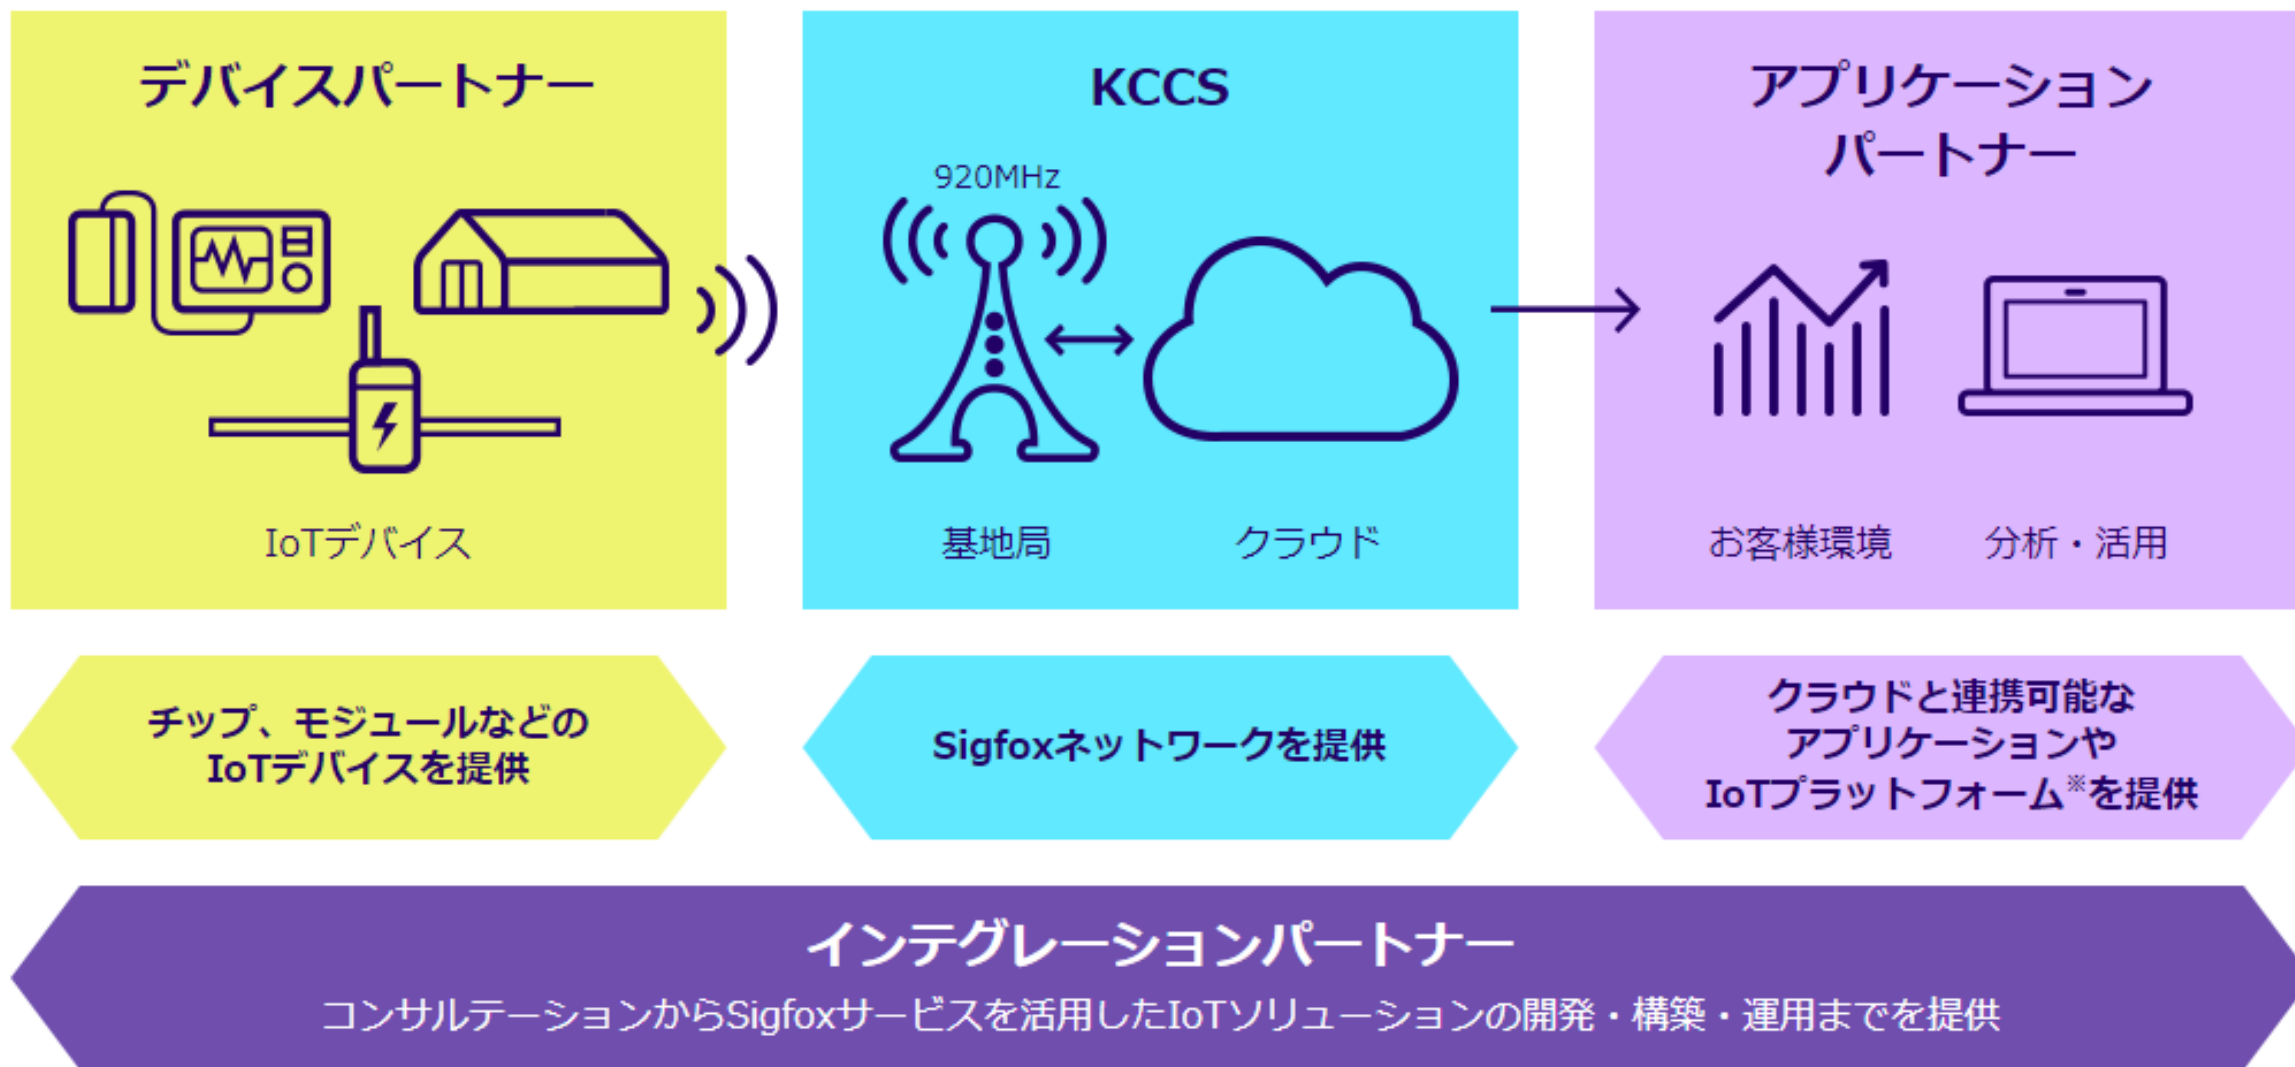 デバイスパートナー
IoTデバイス
チップ、モジュールなどの
IoTデバイスを提供
KCCS
920MHz
基地局
クラウド
Sigfoxネットワークを提供
アプリケーション
パートナー
お客様環境
分析・活用
クラウドと連携可能な
アプリケーションや
IoTプラットフォーム※を提供
インテグレーションパートナー
コンサルテーションからSigfoxサービスを活用したIoTソリューションの開発・構築・運用までを提供